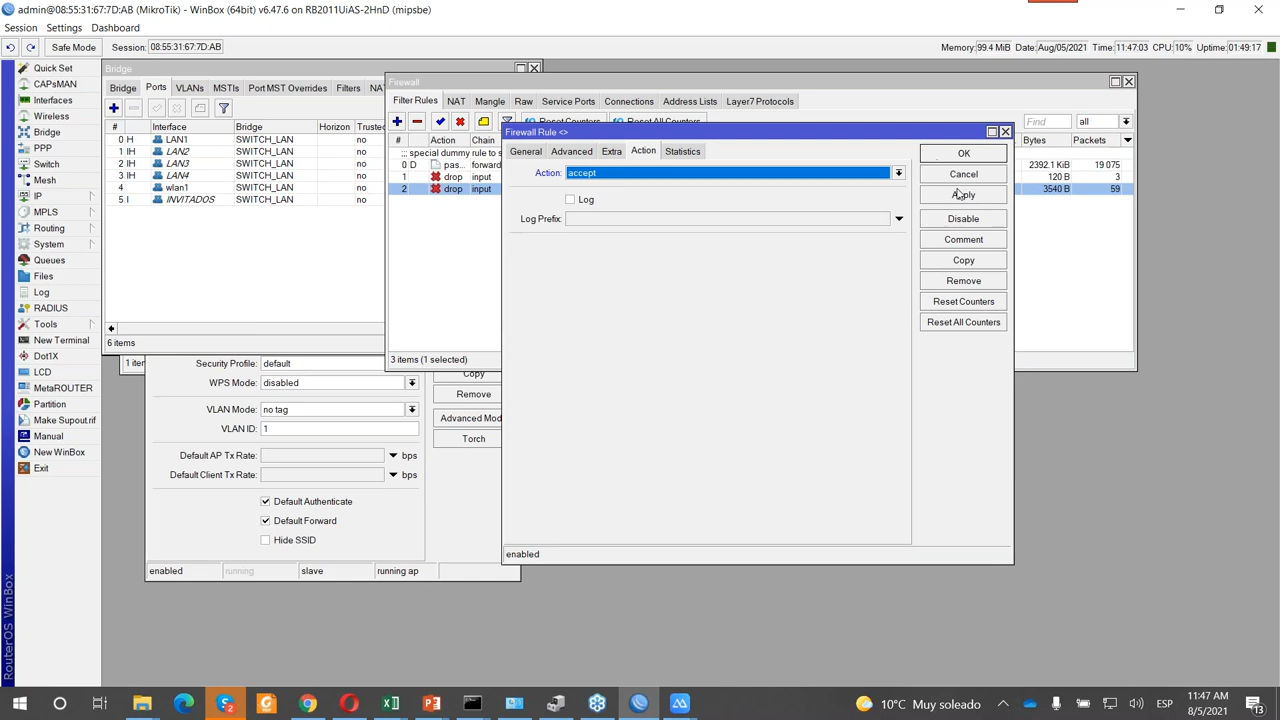 admin@08:55:31:67:7D:AB (MikroTik) - WinBox (64bit) v6.47.6 on RB2011UiAS-2HnD (mipsbe)
Session Settings Dashboard
Safe Mode Session: 08:55:31:67:7D:AB Memory: 99.4 MiB Date: Aug/05/2021 Time: 11:47:03 CPU: 10% Uptime: 01:49:17
RouterOS WinBox
Quick Set
CAPsMAN
Interfaces
Wireless
Bridge
PPP
Switch
Mesh
IP
MPLS
Routing
System
Queues
Files
Log
RADIUS
Tools
New Terminal
Dot1X
LCD
MetaROUTER
Partition
Make Supout.rif
Manual
New WinBox
Exit
Bridge
Bridge Ports VLANs MSTIs Port MST Overrides Filters NA
# Interface Bridge Horizon Trusted
0 IH LAN1 SWITCH_LAN no
1 IH LAN2 SWITCH_LAN no
2 IH LAN3 SWITCH_LAN no
3 IH LAN4 SWITCH_LAN no
4 wlan1 SWITCH_LAN no
5 I INVITADOS SWITCH_LAN no
6 items
1 iter
Security Profile: default
WPS Mode: disabled
VLAN Mode: no tag
VLAN ID: 1
Default AP Tx Rate: bps
Default Client Tx Rate: bps
Default Authenticate
Default Forward
Hide SSID
Copy
Remove
Advanced Mod
Torch
enabled running slave running ap
Firewall
Filter Rules NAT Mangle Raw Service Ports Connections Address Lists Layer7 Protocols
Reset Counters Reset All Counters Find all
# Action Chain Bytes Packets
::: special dummy rule to s
0 D pas... forward 2392.1 KiB 19 075
1 drop input 120 B 3
2 drop input 3540 B 59
3 items (1 selected)
Firewall Rule <>
General Advanced Extra Action Statistics
Action: accept
Log
Log Prefix:
OK
Cancel
Apply
Disable
Comment
Copy
Remove
Reset Counters
Reset All Counters
enabled
10°C Muy soleado ESP 11:47 AM
8/5/2021
13